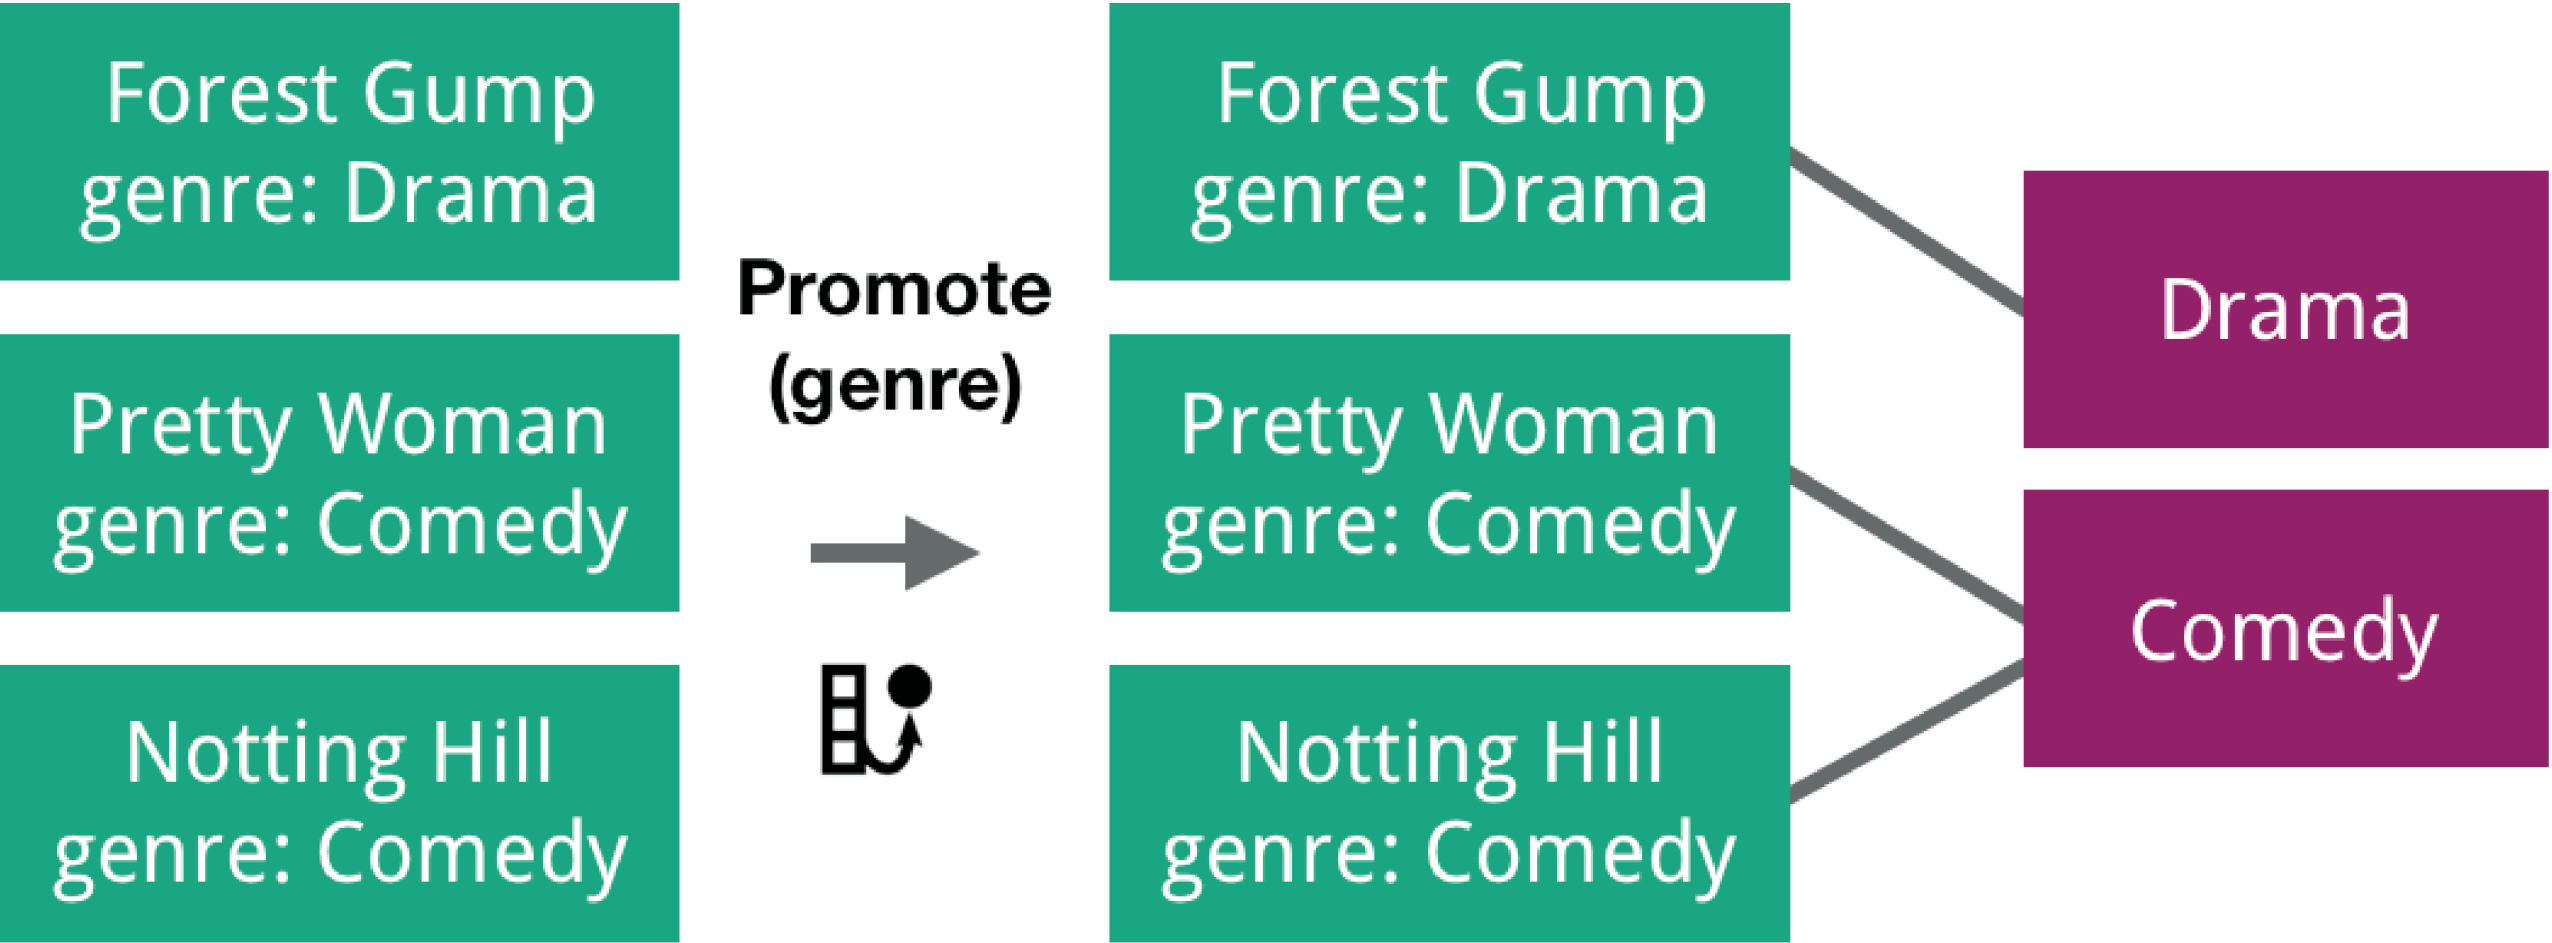 Forest Gump
genre: Drama
Pretty Woman
genre: Comedy
Notting Hill
genre: Comedy
Promote
(genre)
Forest Gump
genre: Drama
Pretty Woman
genre: Comedy
Notting Hill
genre: Comedy
Drama
Comedy